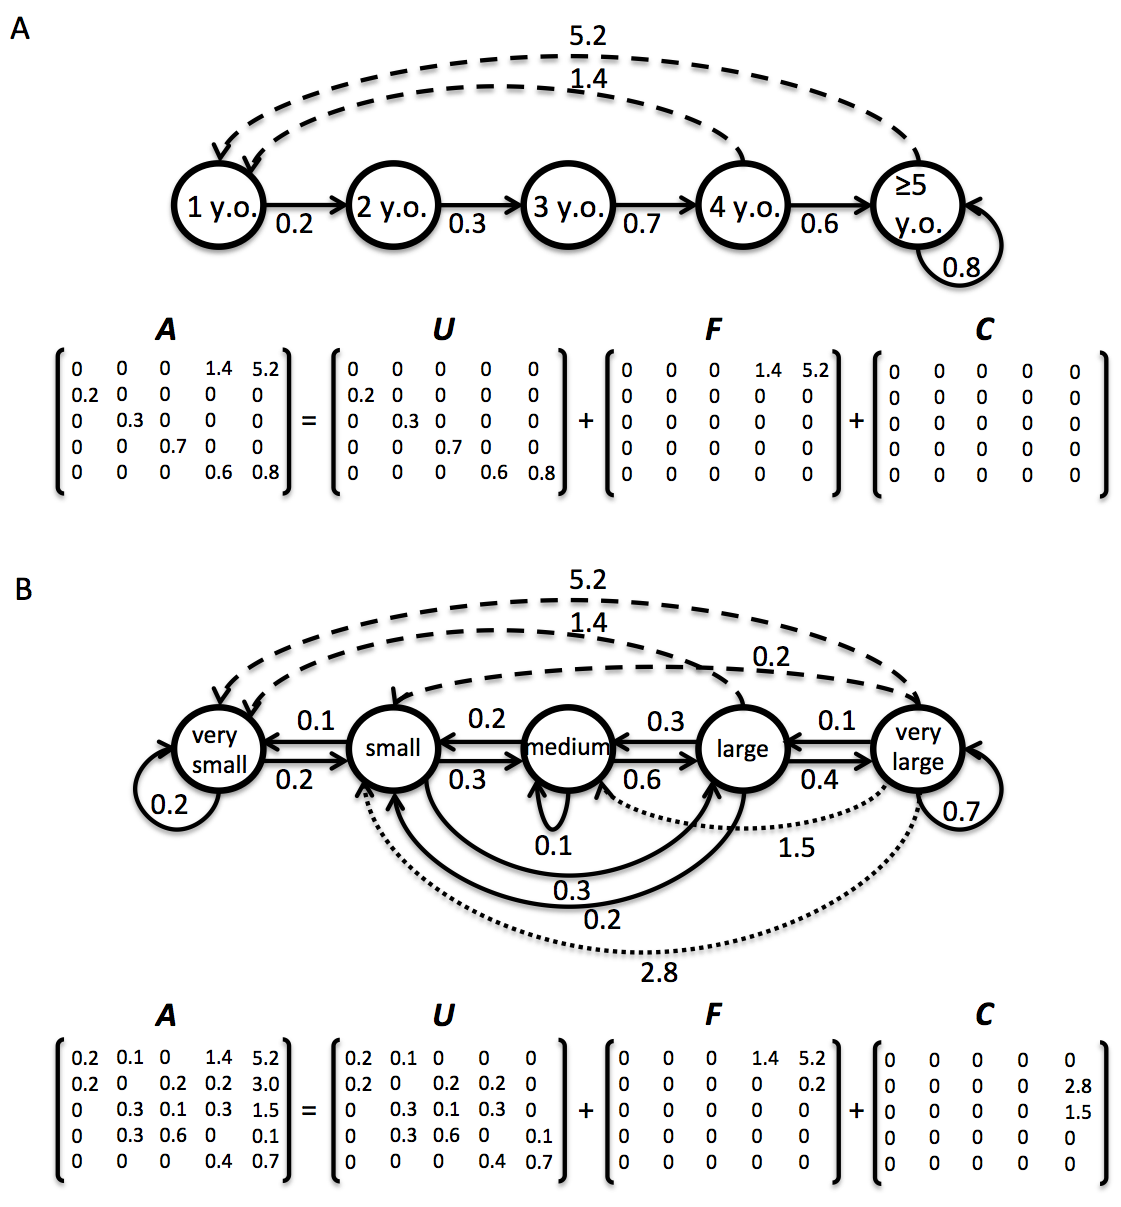 A
5.2
1.4
1 y.o.
2 y.o.
3 y.o.
4 y.o.
≥5
y.o.
0.2
0.3
0.7
0.6
0.8
A U F C
0 0 0 1.4 5.2 0 0 0 0 0 0 0 0 1.4 5.2 0 0 0 0 0
0.2 0 0 0 0 0.2 0 0 0 0 0 0 0 0 0 0 0 0 0 0
0 0.3 0 0 0 = 0 0.3 0 0 0 + 0 0 0 0 0 + 0 0 0 0 0
0 0 0.7 0 0 0 0 0.7 0 0 0 0 0 0 0 0 0 0 0 0
0 0 0 0.6 0.8 0 0 0 0.6 0.8 0 0 0 0 0 0 0 0 0 0
B
5.2
1.4
0.2
0.1
0.2
0.3
0.1
very
small
small
medium
large
very
large
0.2
0.3
0.6
0.4
0.2
0.7
0.1
1.5
0.3
0.2
2.8
A U F C
0.2 0.1 0 1.4 5.2 0.2 0.1 0 0 0 0 0 0 1.4 5.2 0 0 0 0 0
0.2 0 0.2 0.2 3.0 0.2 0 0.2 0.2 0 0 0 0 0 0.2 0 0 0 0 2.8
0 0.3 0.1 0.3 1.5 = 0 0.3 0.1 0.3 0 + 0 0 0 0 0 + 0 0 0 0 1.5
0 0.3 0.6 0 0.1 0 0.3 0.6 0 0.1 0 0 0 0 0 0 0 0 0 0
0 0 0 0.4 0.7 0 0 0 0.4 0.7 0 0 0 0 0 0 0 0 0 0